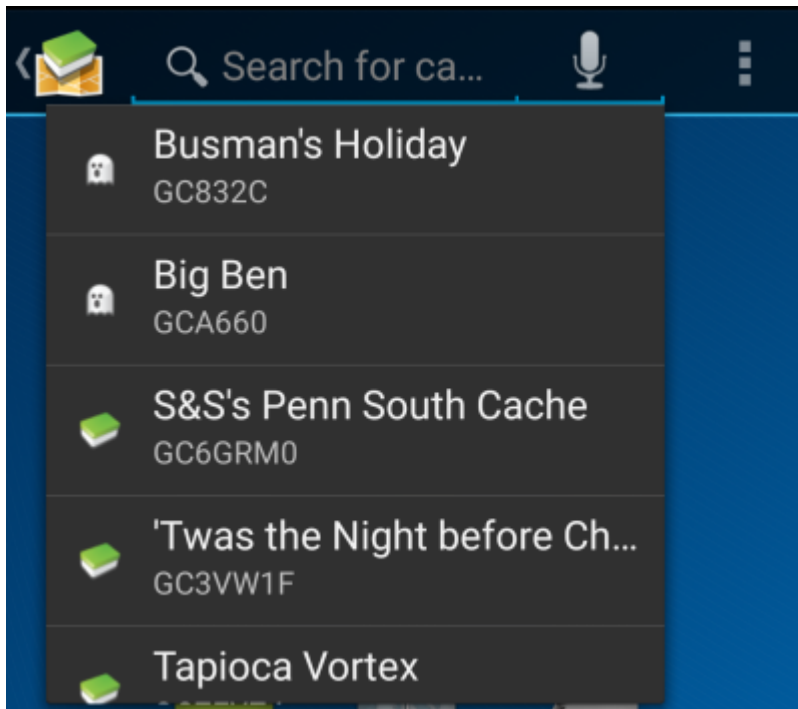 Search for ca...
Busman's Holiday
GC832C
Big Ben
GCA660
S&S's Penn South Cache
GC6GRM0
'Twas the Night before Ch...
GC3VW1F
Tapioca Vortex